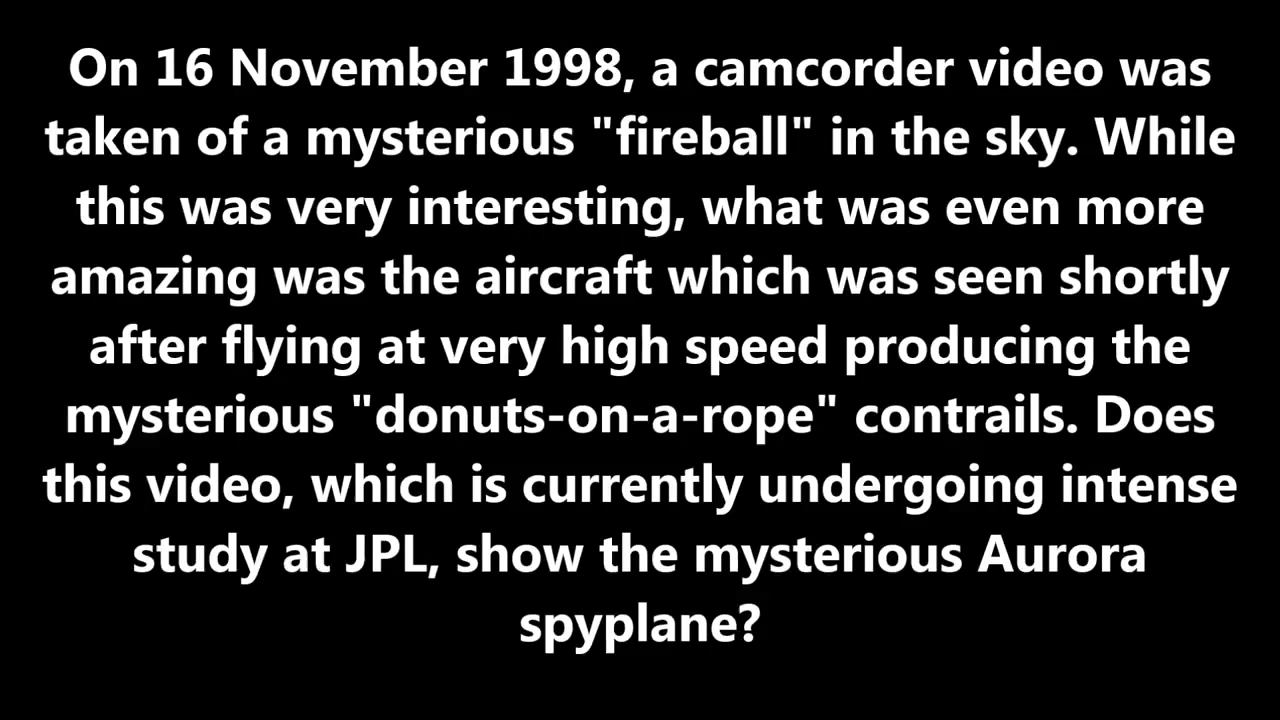 On 16 November 1998, a camcorder video was
taken of a mysterious "fireball" in the sky. While
this was very interesting, what was even more
amazing was the aircraft which was seen shortly
after flying at very high speed producing the
mysterious "donuts-on-a-rope" contrails. Does
this video, which is currently undergoing intense
study at JPL, show the mysterious Aurora
spyplane?